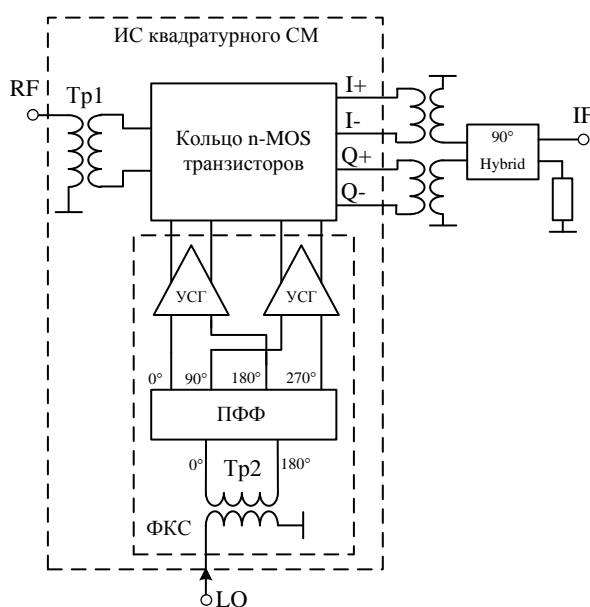 ИС квадратурного СМ
RF
Тр1
Кольцо n-MOS
транзисторов
I+
I-
Q+
Q-
90°
Hybrid
IF
УСГ
УСГ
0°
90°
180°
270°
ПФФ
0°
Тр2
180°
ФКС
LO